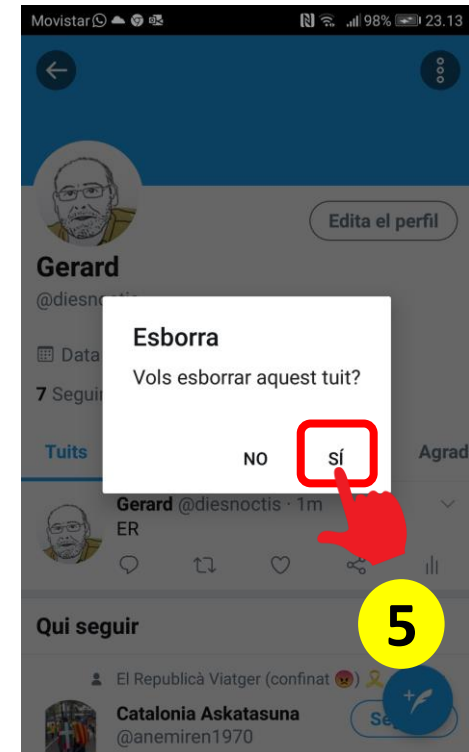 Movistar 98% 23.13
Edita el perfil
Gerard
@diesnoctis
Esborra
Vols esborrar aquest tuit?
NO SÍ
Data
7 Segui
Tuits Agrad
Gerard @diesnoctis · 1m
ER
5
Qui seguir
El Republicà Viatger (confinat 😡) 🎗
Catalonia Askatasuna
@anemiren1970
Se